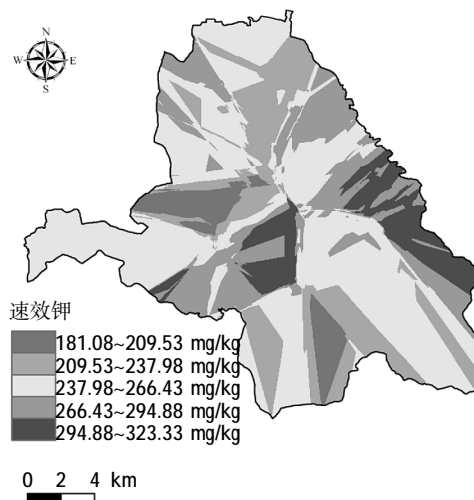 N
W E
S
速效钾
181.08~209.53 mg/kg
209.53~237.98 mg/kg
237.98~266.43 mg/kg
266.43~294.88 mg/kg
294.88~323.33 mg/kg
0 2 4 km